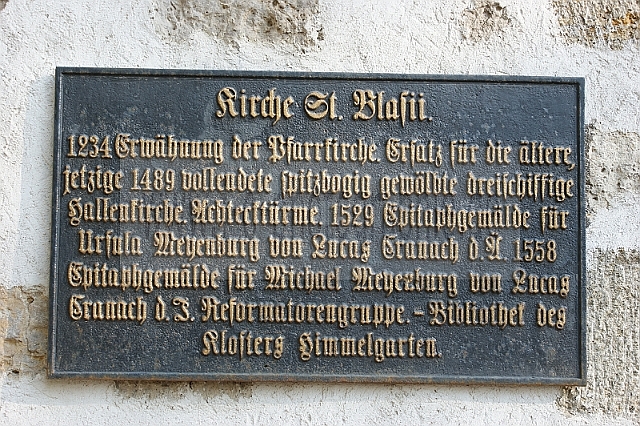 Kirche St. Blasii.
1234 Erwähnung der Pfarrkirche. Ersatz für die ältere,
jetzige 1489 vollendete spitzbogig gewölbte dreischiffige
Hallenkirche. Achtecktürme. 1529 Epitaphgemälde für
Ursula Meyenburg von Lucas Cranach d. Ä. 1558
Epitaphgemälde für Michael Meyenburg von Lucas
Cranach d. J. Reformatorengruppe. - Bibliothek des
Klosters Himmelgarten.